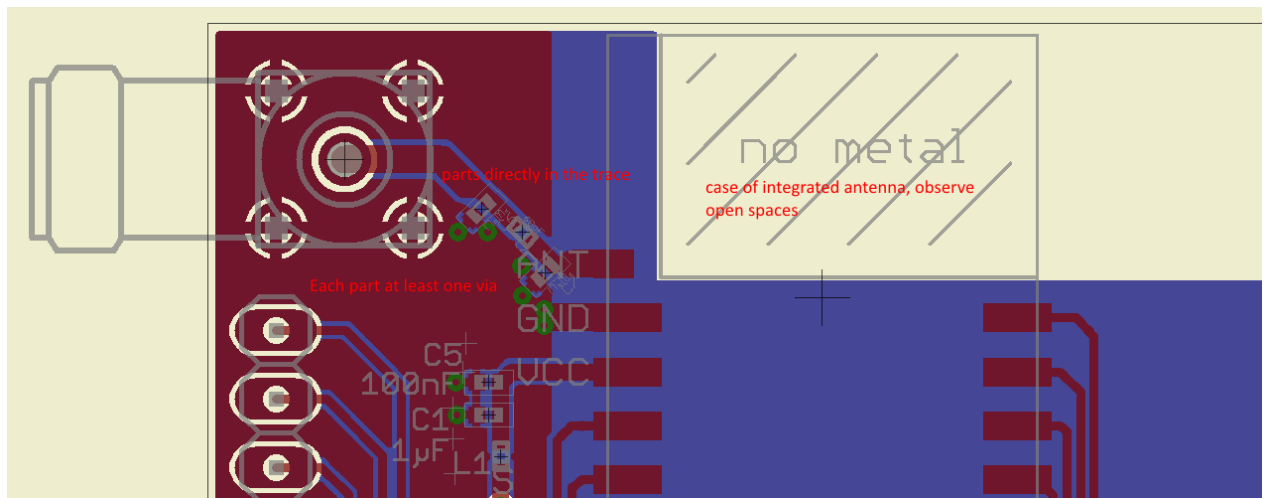 no metal
parts directly in the trace
case of integrated antenna, observe
open spaces
ANT
Each part at least one via
GND
C5
VCC
100nF
C1
1µF
L1